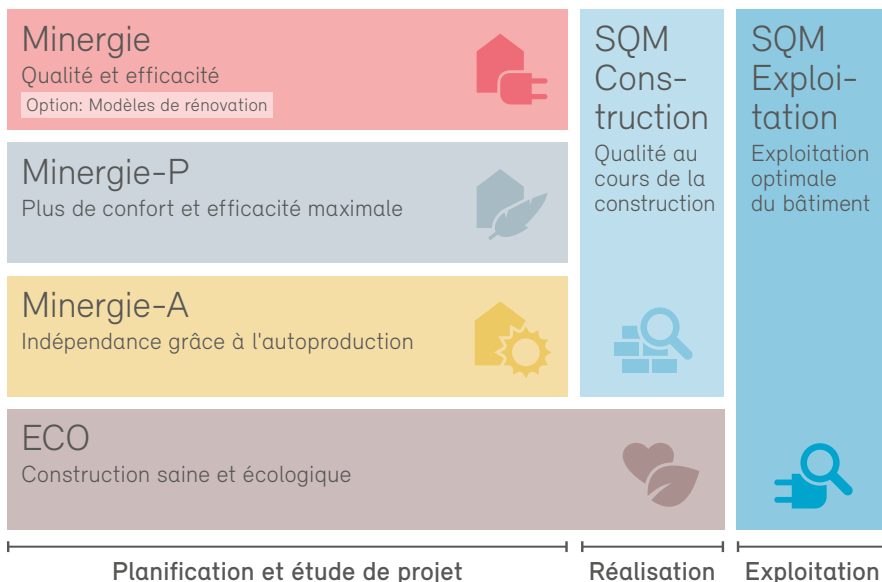 Minergie
Qualité et efficacité
Option: Modèles de rénovation
Minergie-P
Plus de confort et efficacité maximale
Minergie-A
Indépendance grâce à l'autoproduction
ECO
Construction saine et écologique
SQM
Cons-
truction
Qualité au
cours de la
construction
SQM
Exploi-
tation
Exploitation
optimale
du bâtiment
Planification et étude de projet
Réalisation
Exploitation